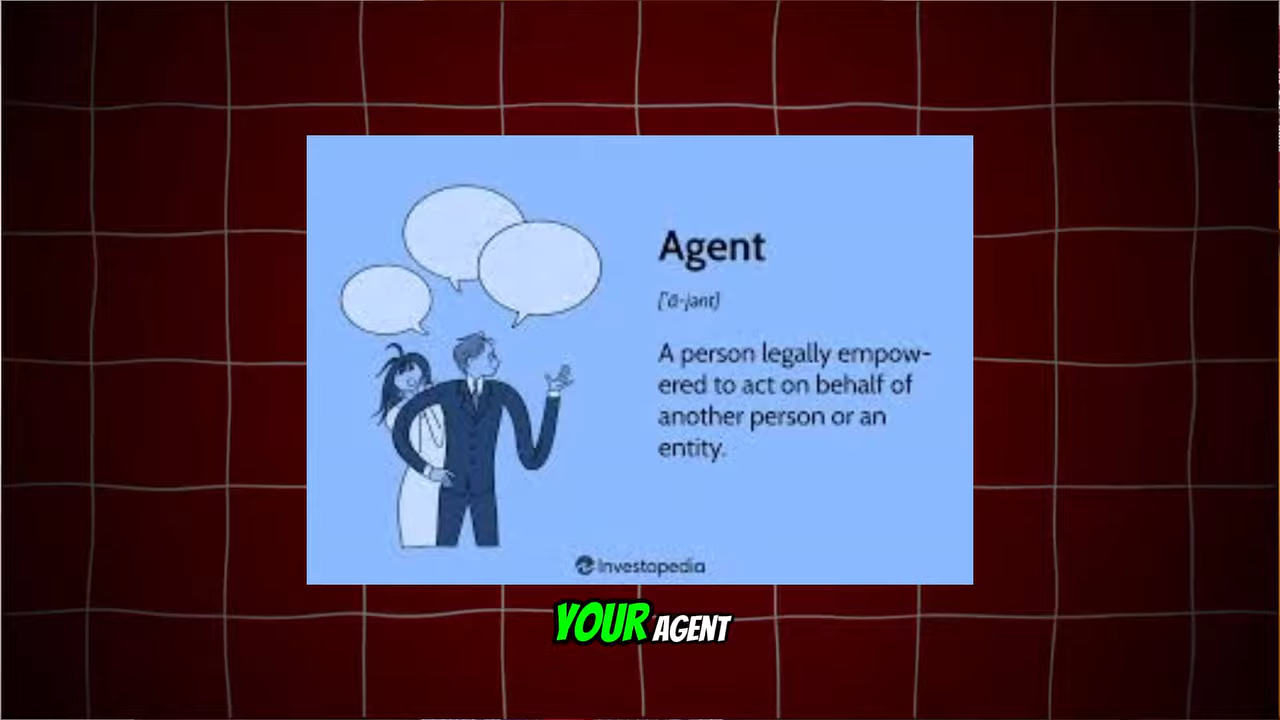 Agent
['ā-jənt]
A person legally empow-
ered to act on behalf of
another person or an
entity.
Investopedia
YOUR AGENT